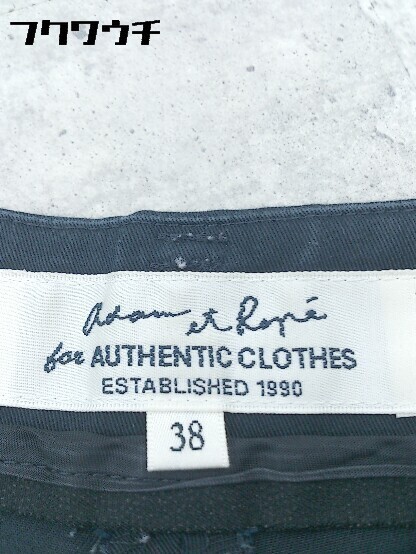 フクワウチ
Adam et Ropé
for AUTHENTIC CLOTHES
ESTABLISHED 1990
38